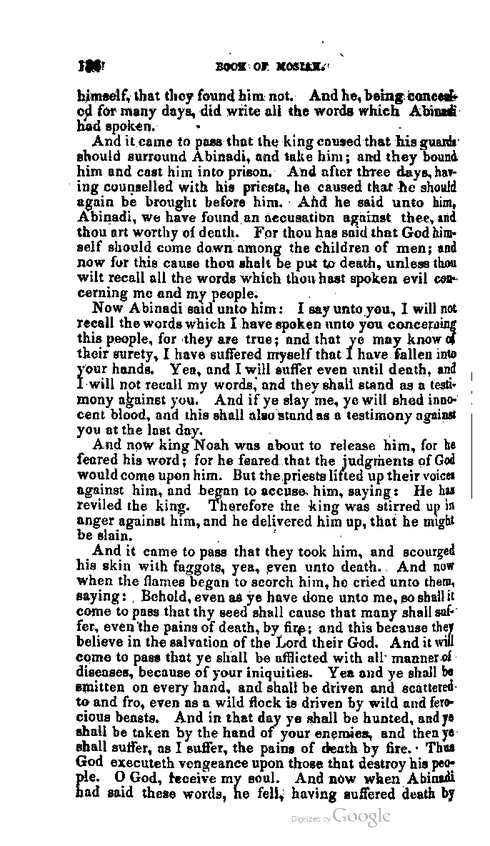 BOOK OF MOSIAH.
himself, that they found him not. And he, being conceal-
ed for many days, did write all the words which Abinadi
had spoken.
And it came to pass that the king caused that his guards
should surround Abinadi, and take him; and they bound
him and cast him into prison. And after three days, hav-
ing counselled with his priests, he caused that he should
again be brought before him. And he said unto him,
Abinadi, we have found an accusation against thee, and
thou art worthy of death. For thou has said that God him-
self should come down among the children of men; and
now for this cause thou shalt be put to death, unless thou
wilt recall all the words which thou hast spoken evil con-
cerning me and my people.
Now Abinadi said unto him: I say unto you, I will not
recall the words which I have spoken unto you concerning
this people, for they are true; and that ye may know of
their surety, I have suffered myself that I have fallen into
your hands. Yea, and I will suffer even until death, and
I will not recall my words, and they shall stand as a testi-
mony against you. And if ye slay me, ye will shed inno-
cent blood, and this shall also stand as a testimony against
you at the last day.
And now king Noah was about to release him, for he
feared his word; for he feared that the judgments of God
would come upon him. But the priests lifted up their voices
against him, and began to accuse him, saying: He has
reviled the king. Therefore the king was stirred up in
anger against him, and he delivered him up, that he might
be slain.
And it came to pass that they took him, and scourged
his skin with faggots, yea, even unto death. And now
when the flames began to scorch him, he cried unto them,
saying: Behold, even as ye have done unto me, so shall it
come to pass that thy seed shall cause that many shall suf-
fer, even the pains of death, by fire; and this because they
believe in the salvation of the Lord their God. And it will
come to pass that ye shall be afflicted with all manner of
diseases, because of your iniquities. Yea and ye shall be
smitten on every hand, and shall be driven and scattered
to and fro, even as a wild flock is driven by wild and fero-
cious beasts. And in that day ye shall be hunted, and ye
shall be taken by the hand of your enemies, and then ye
shall suffer, as I suffer, the pains of death by fire. Thus
God executeth vengeance upon those that destroy his peo-
ple. O God, receive my soul. And now when Abinadi
had said these words, he fell, having suffered death by
Digitized by Google